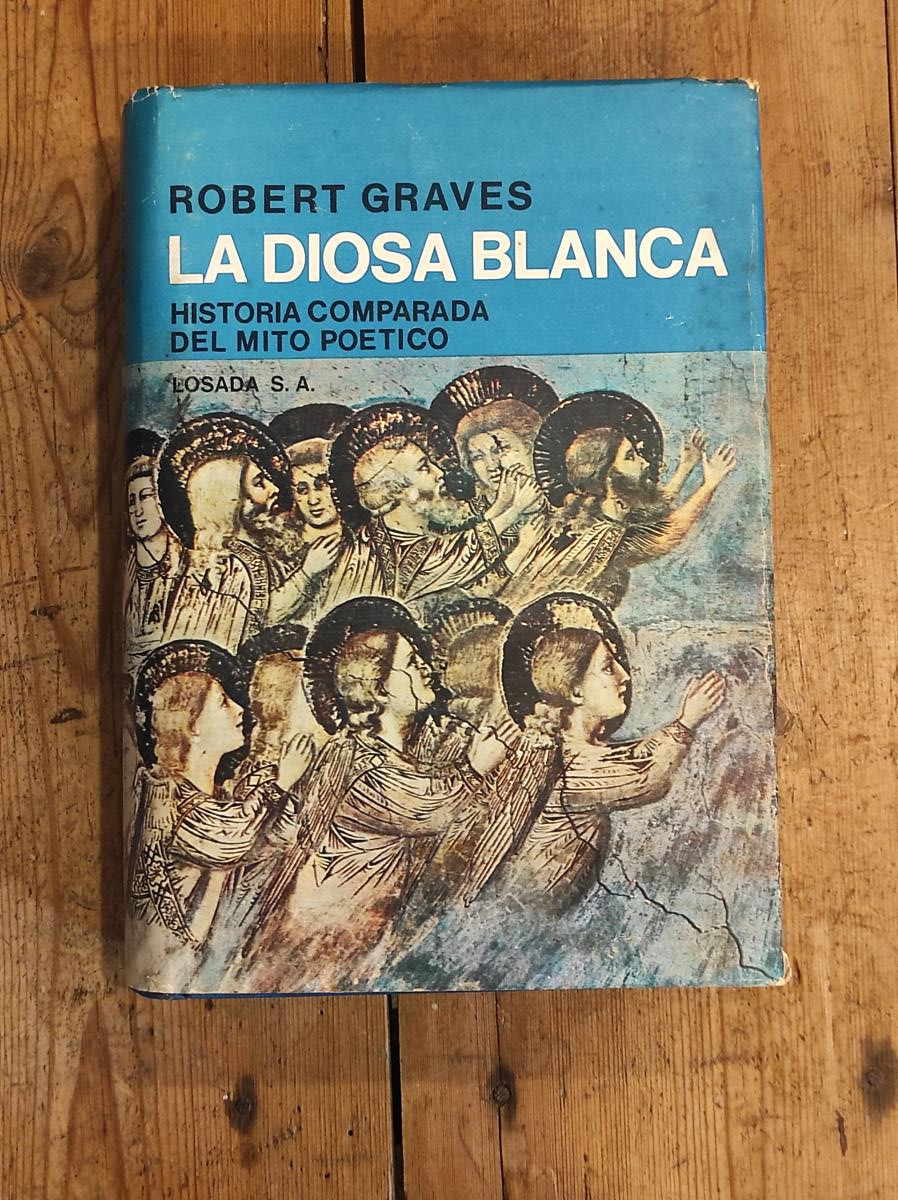 ROBERT GRAVES
LA DIOSA BLANCA
HISTORIA COMPARADA
DEL MITO POETICO
LOSADA S. A.